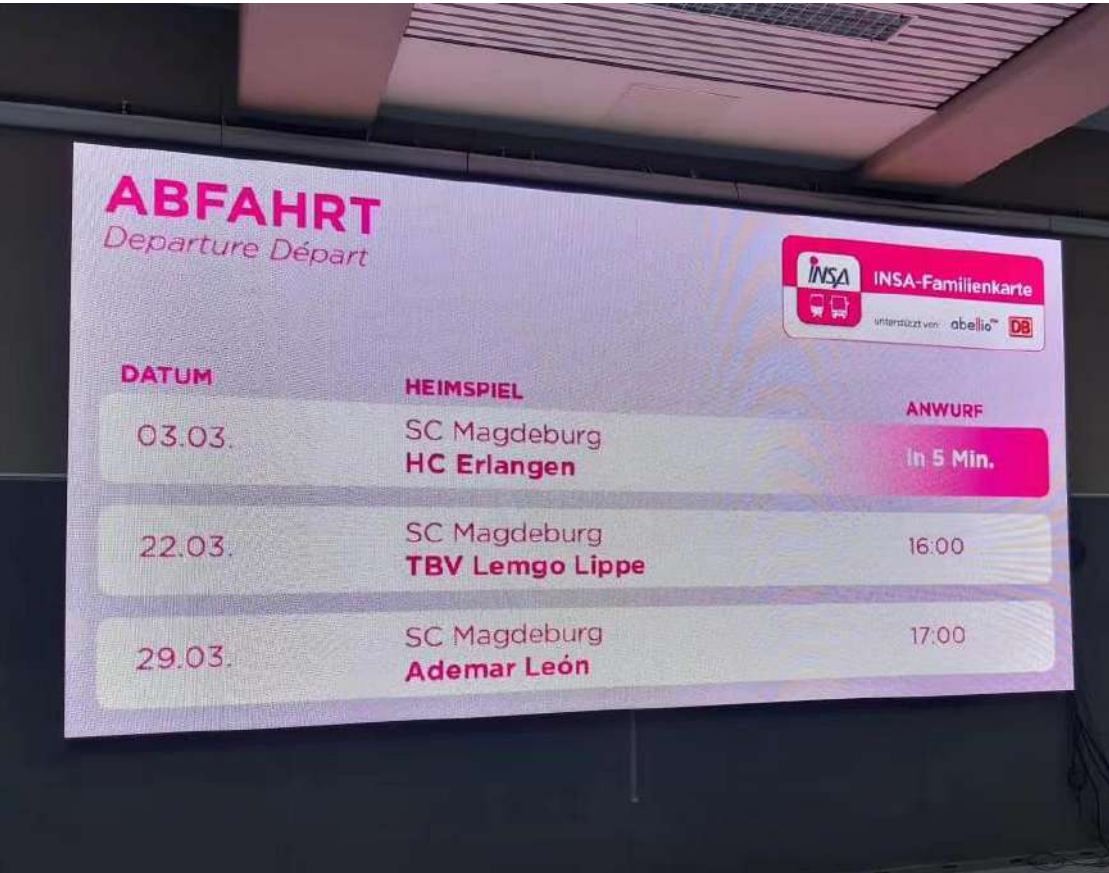 ABFAHRT
Departure Départ
INSA INSA-Familienkarte
unterstützt von abellio DB
DATUM HEIMSPIEL ANWURF
03.03. SC Magdeburg
HC Erlangen
in 5 Min.
22.03. SC Magdeburg
TBV Lemgo Lippe
16:00
29.03. SC Magdeburg
Ademar León
17:00